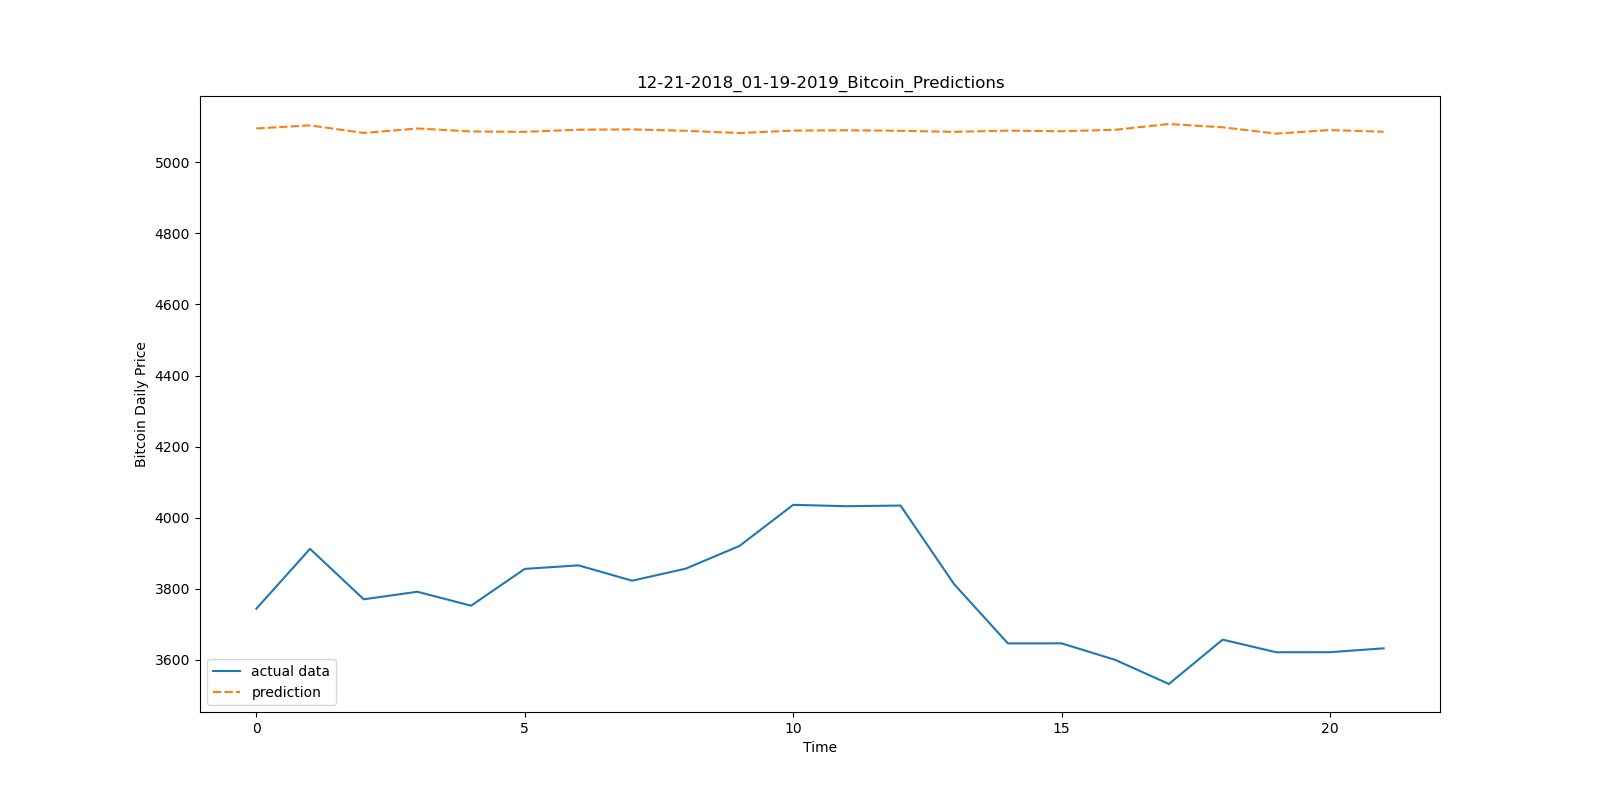 12-21-2018_01-19-2019_Bitcoin_Predictions
Bitcoin Daily Price
5000
4800
4600
4400
4200
4000
3800
3600
actual data
prediction
0 5 10 15 20
Time